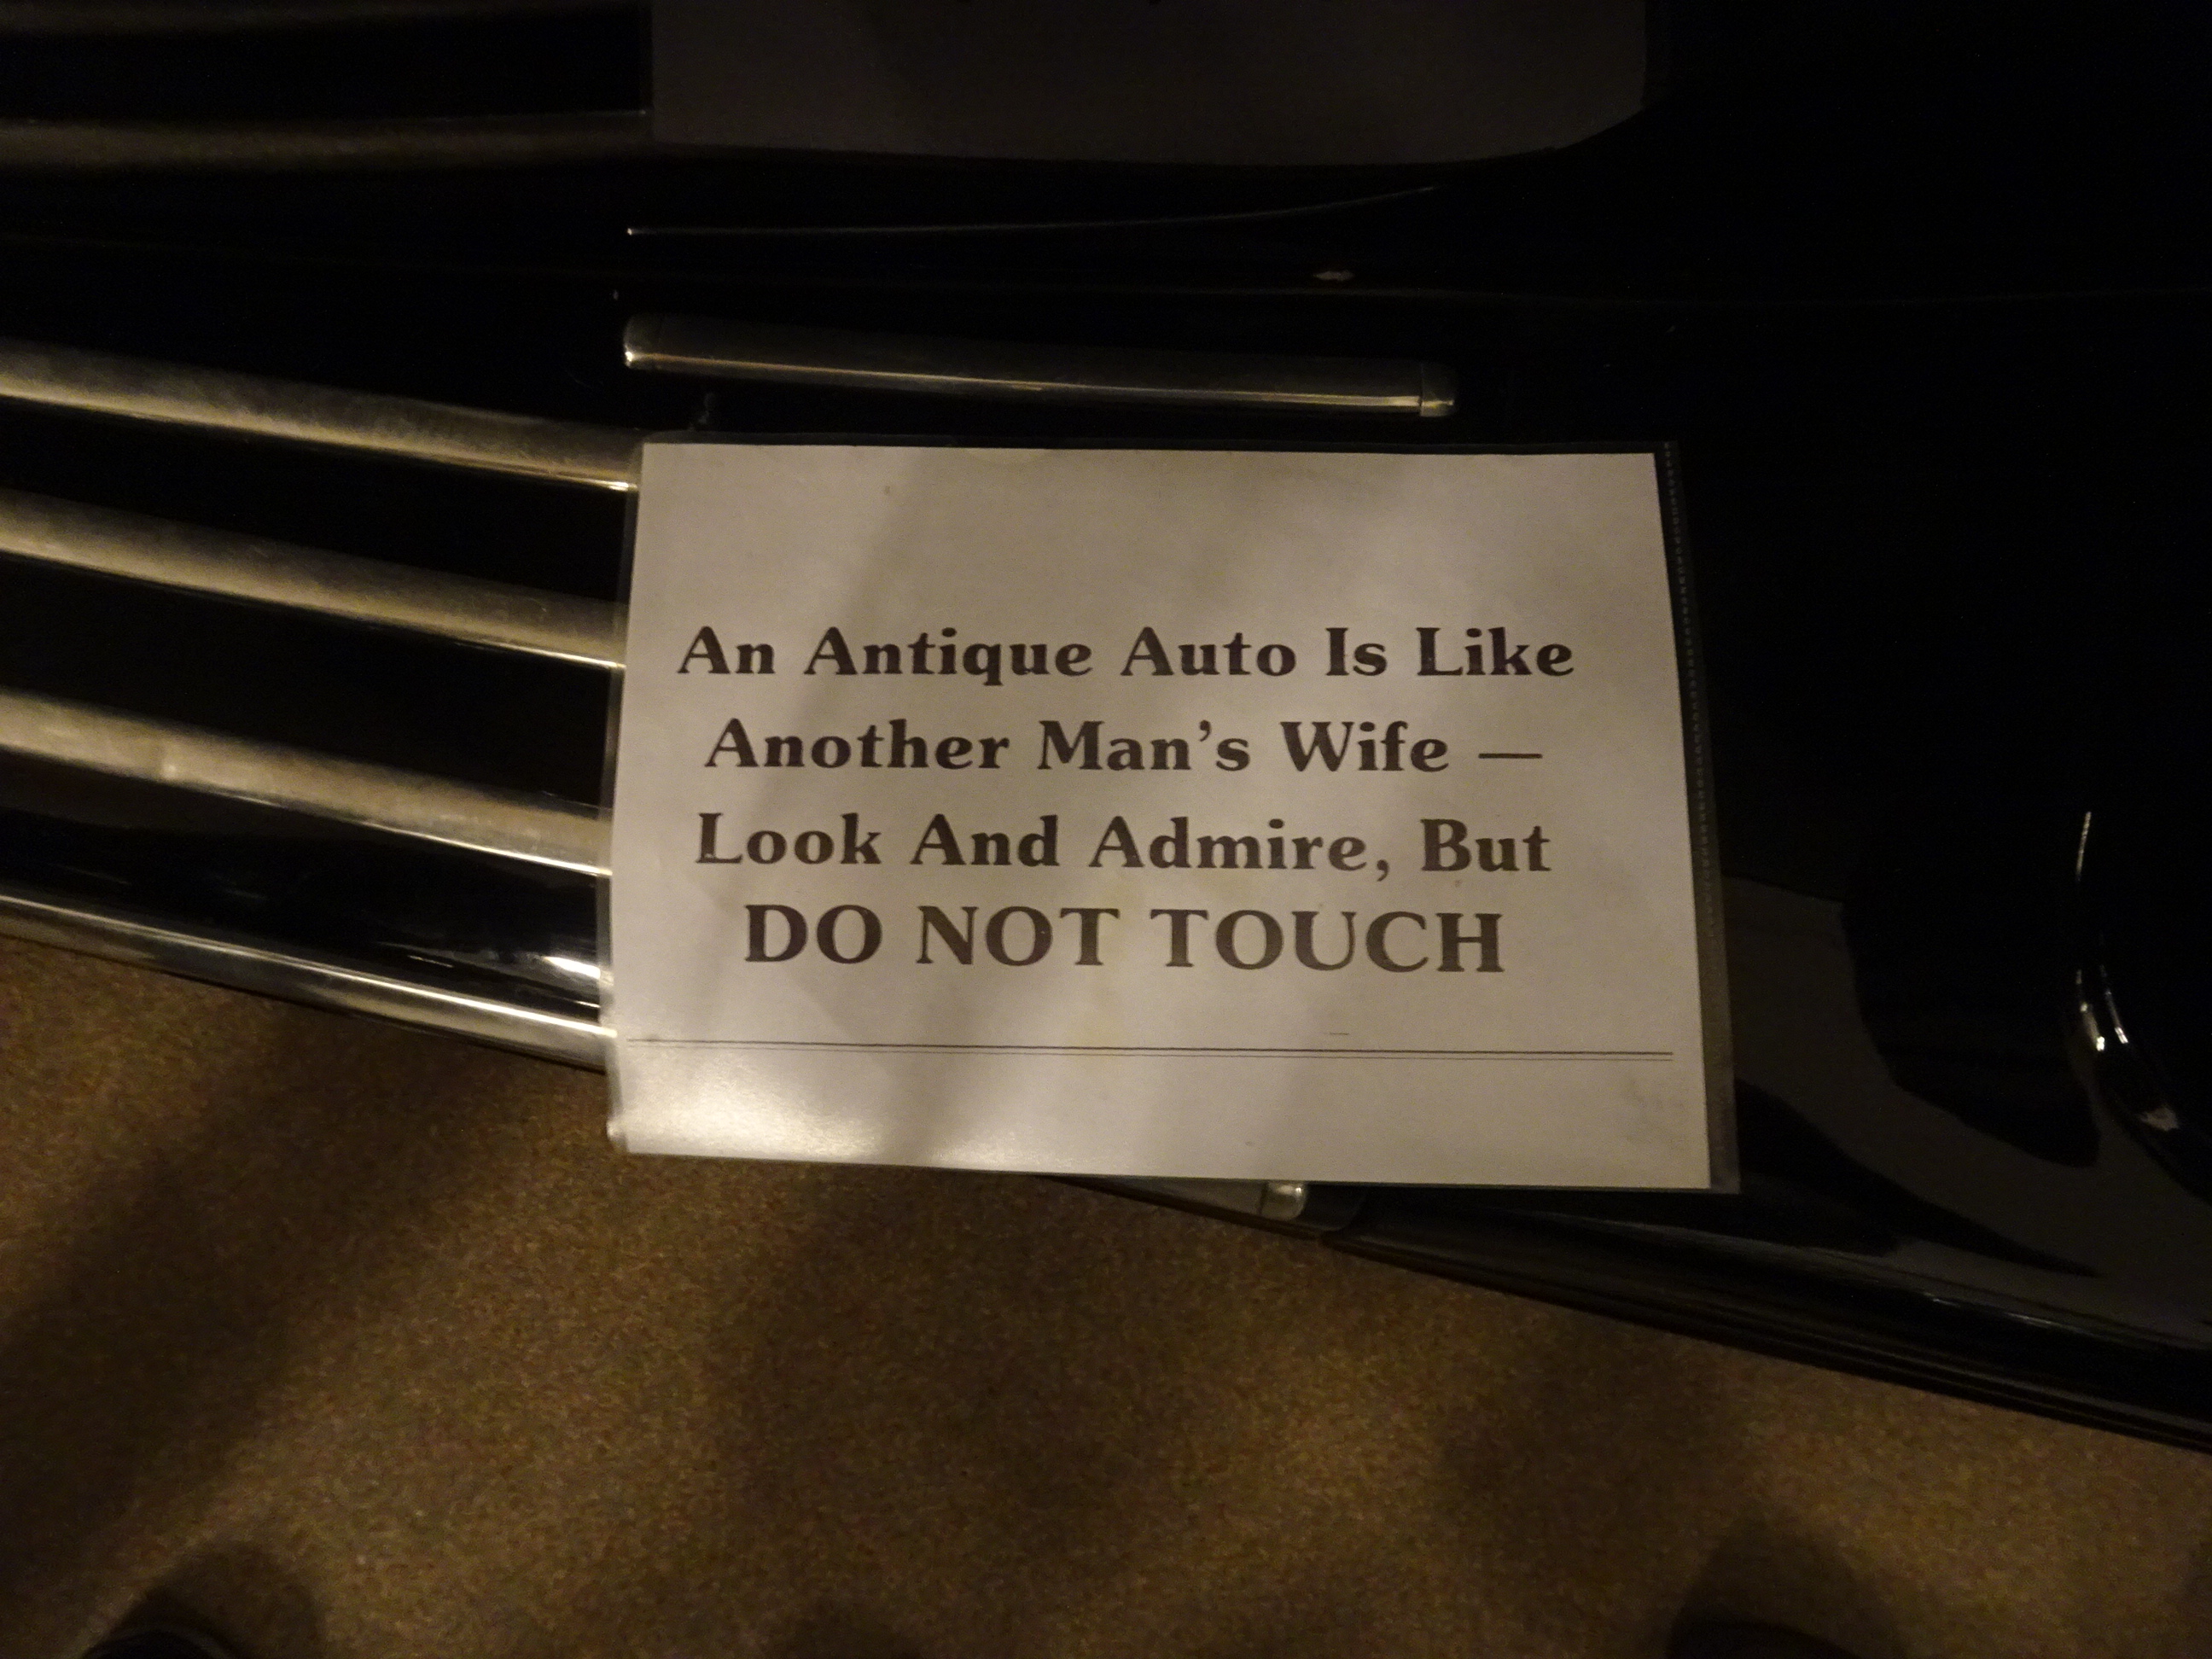 An Antique Auto Is Like
Another Man's Wife —
Look And Admire, But
DO NOT TOUCH